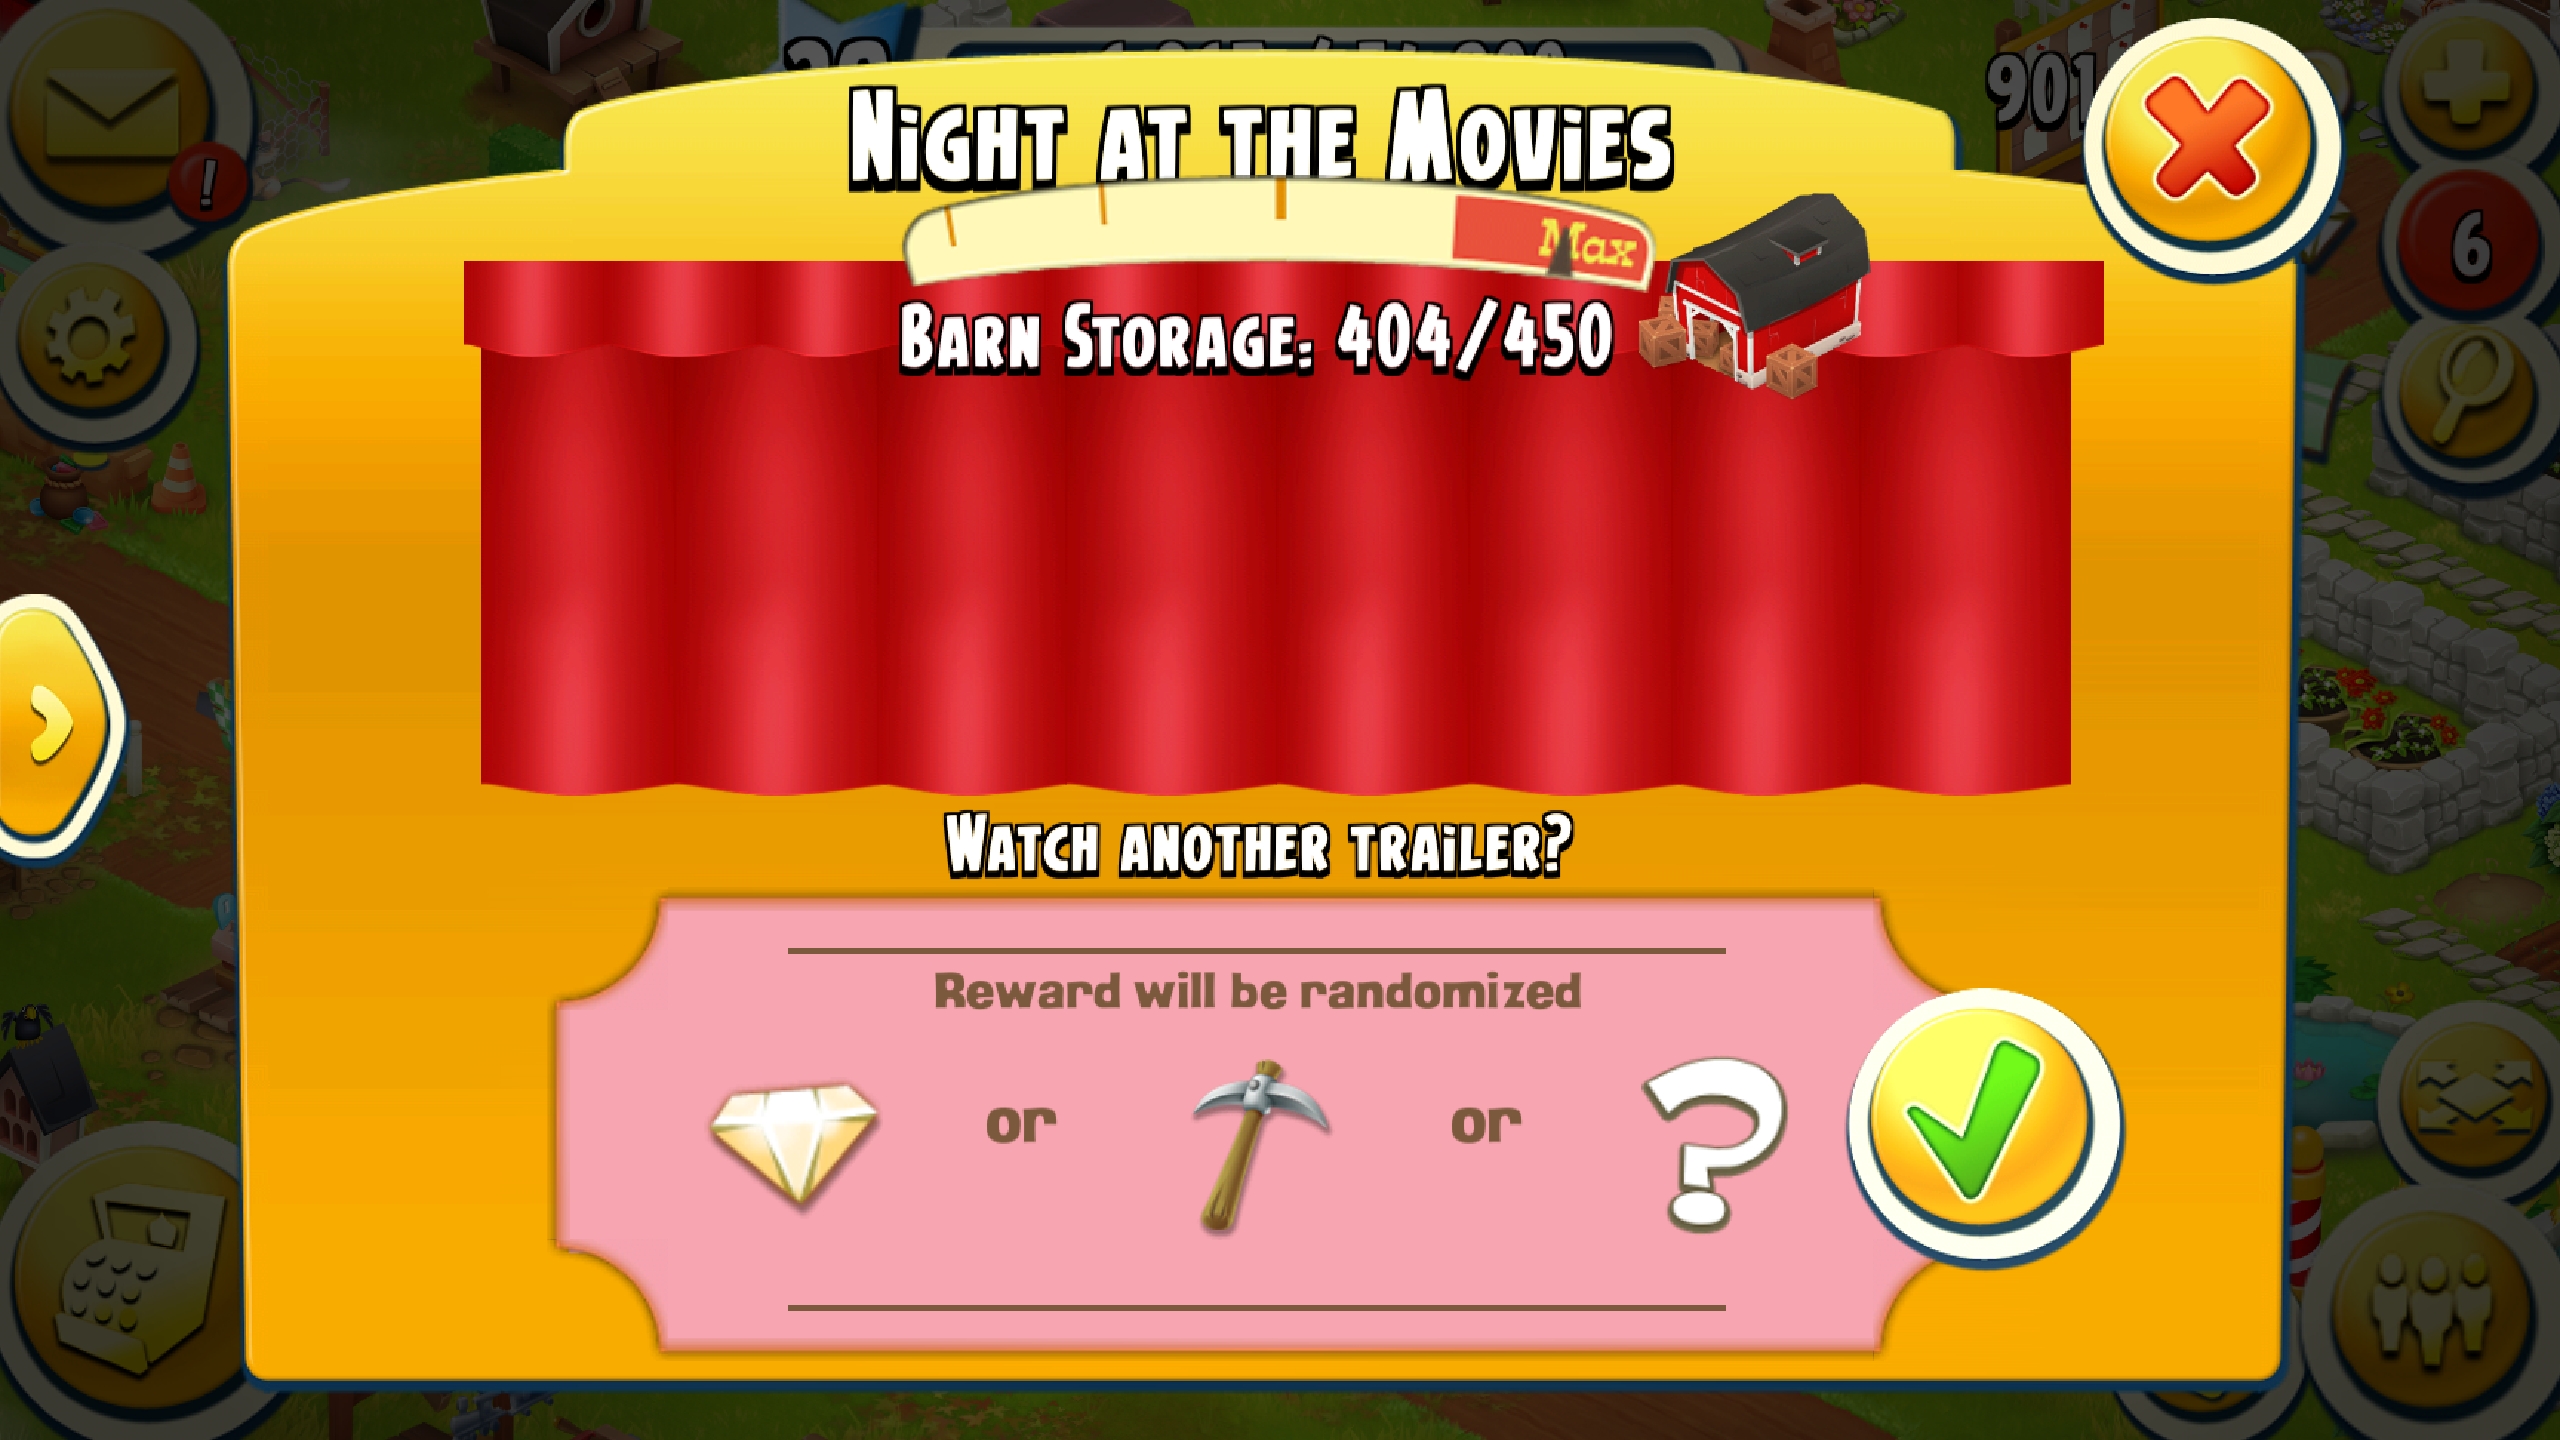 901
Night at the Movies
!
6
Max
Barn Storage: 404/450
Watch another trailer?
Reward will be randomized
or
or
?